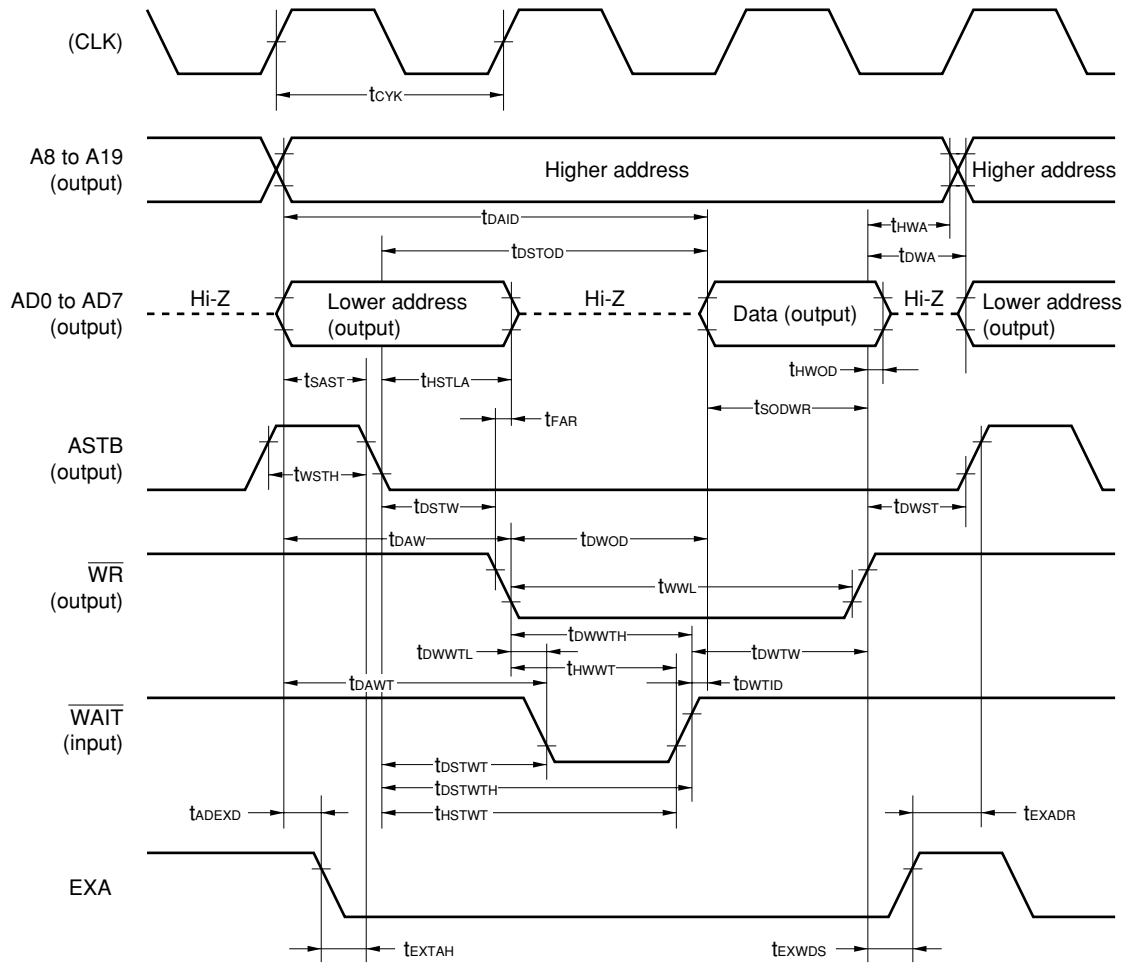 (CLK)
tCYK
A8 to A19
(output)
Higher address
Higher address
tDAID
tHWA
tDSTOD
tDWA
AD0 to AD7
(output)
Hi-Z
Lower address
(output)
Hi-Z
Data (output)
Hi-Z
Lower address
(output)
tSAST
tHSTLA
tHWOD
tFAR
tSODWR
ASTB
(output)
tWSTH
tDSTW
tDWST
tDAW
tDWOD
WR
(output)
tWWL
tDWWTH
tDWWTL
tDWTW
tHWWT
tDAWT
tDWTID
WAIT
(input)
tDSTWT
tDSTWTH
tADEXD
tHSTWT
tEXADR
EXA
tEXTAH
tEXWDS